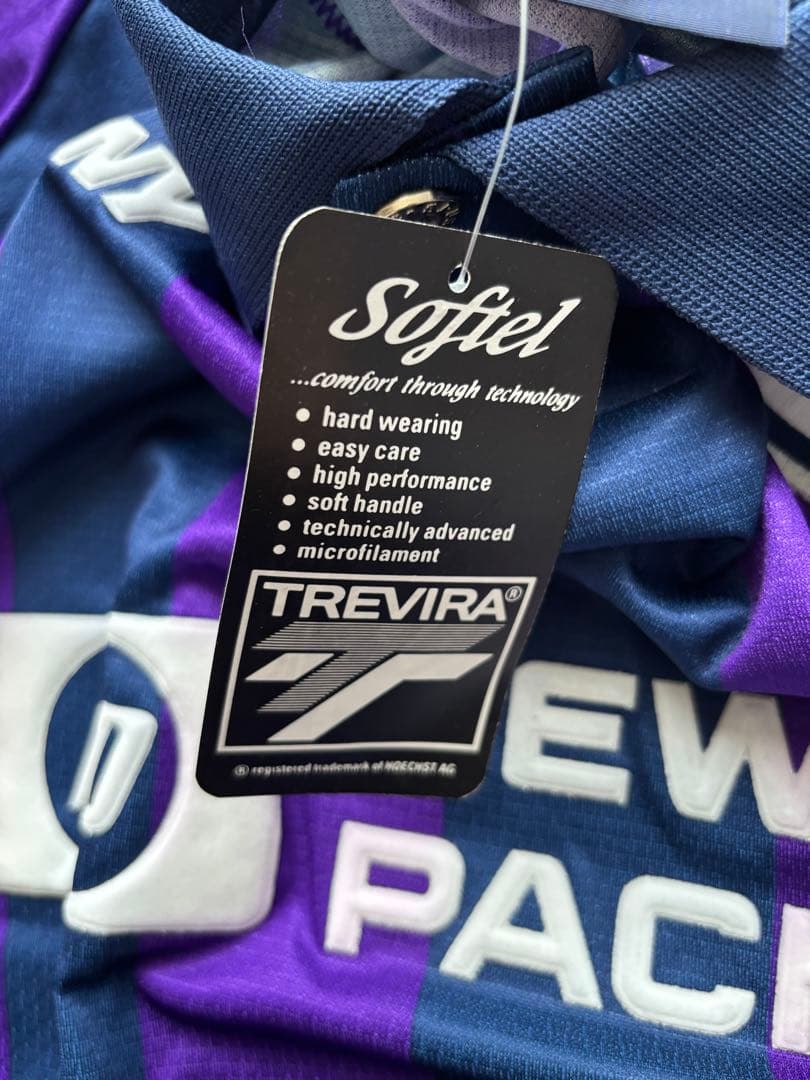 NY
Softel
...comfort through technology
• hard wearing
• easy care
• high performance
• soft handle
• technically advanced
• microfilament
TREVIRA®
® registered trademark of HOECHST AG
EW
PAC